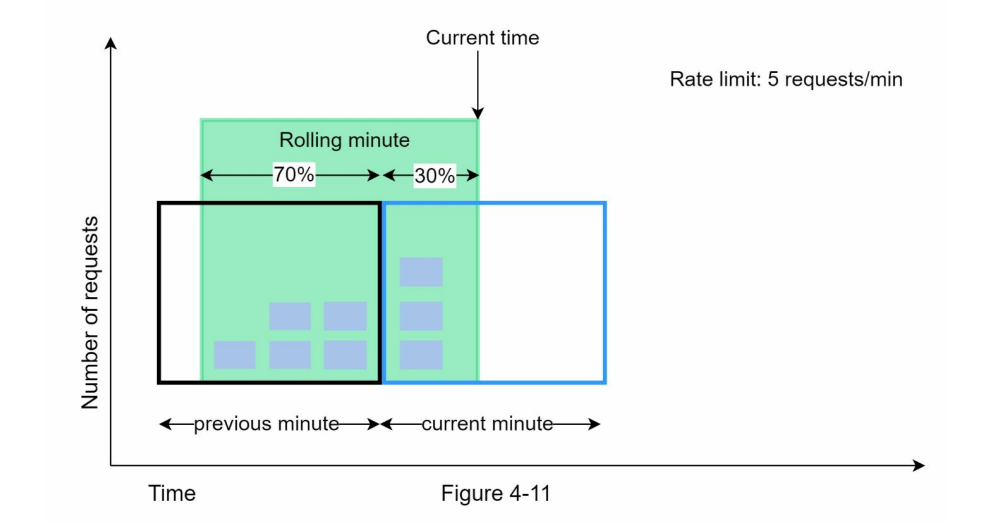 Current time
Rate limit: 5 requests/min
Rolling minute
70%
30%
Number of requests
previous minute
current minute
Time
Figure 4-11